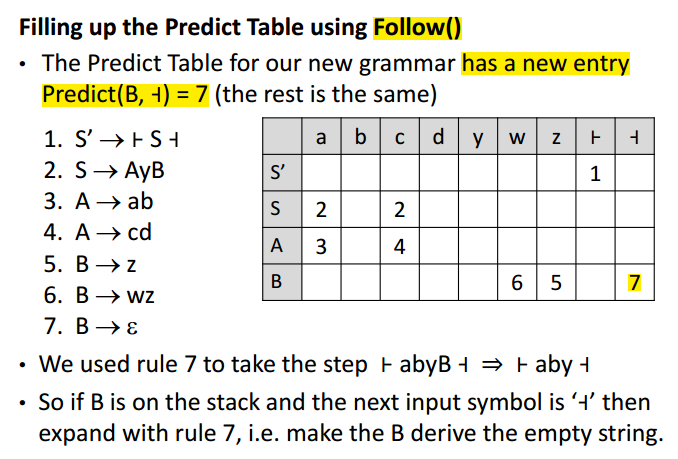 Filling up the Predict Table using Follow()
• The Predict Table for our new grammar has a new entry
Predict(B, ⊣) = 7 (the rest is the same)
1. S’ → ⊢ S ⊣
2. S → AyB
3. A → ab
4. A → cd
5. B → z
6. B → wz
7. B → ε
a b c d y w z ⊢ ⊣
S’ 1
S 2 2
A 3 4
B 6 5 7
• We used rule 7 to take the step ⊢ abyB ⊣ ⇒ ⊢ aby ⊣
• So if B is on the stack and the next input symbol is ‘⊣’ then
expand with rule 7, i.e. make the B derive the empty string.